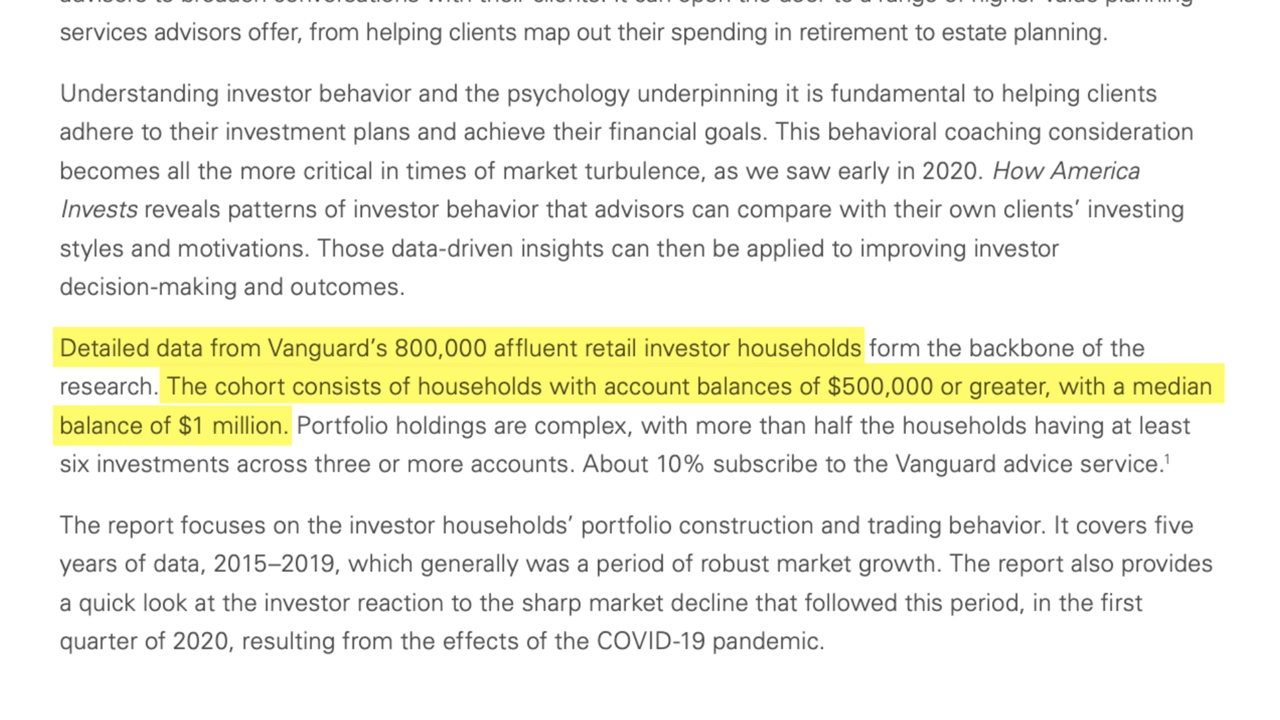 services advisors offer, from helping clients map out their spending in retirement to estate planning.
Understanding investor behavior and the psychology underpinning it is fundamental to helping clients
adhere to their investment plans and achieve their financial goals. This behavioral coaching consideration
becomes all the more critical in times of market turbulence, as we saw early in 2020. How America
Invests reveals patterns of investor behavior that advisors can compare with their own clients’ investing
styles and motivations. Those data-driven insights can then be applied to improving investor
decision-making and outcomes.
Detailed data from Vanguard’s 800,000 affluent retail investor households form the backbone of the
research. The cohort consists of households with account balances of $500,000 or greater, with a median
balance of $1 million. Portfolio holdings are complex, with more than half the households having at least
six investments across three or more accounts. About 10% subscribe to the Vanguard advice service.¹
The report focuses on the investor households’ portfolio construction and trading behavior. It covers five
years of data, 2015–2019, which generally was a period of robust market growth. The report also provides
a quick look at the investor reaction to the sharp market decline that followed this period, in the first
quarter of 2020, resulting from the effects of the COVID-19 pandemic.